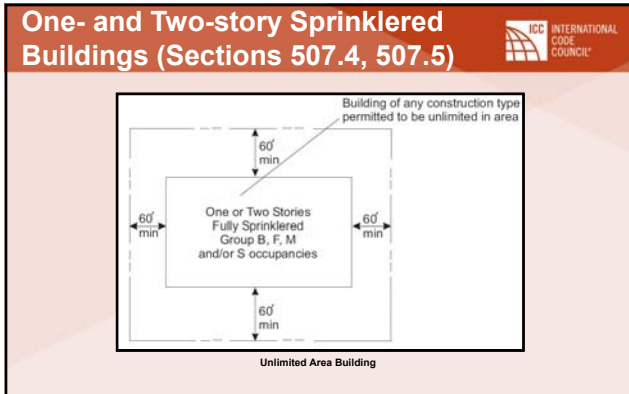 One- and Two-story Sprinklered
Buildings (Sections 507.4, 507.5)
ICC INTERNATIONAL
CODE
COUNCIL®
Building of any construction type
permitted to be unlimited in area
60'
min
60'
min
One or Two Stories
Fully Sprinklered
Group B, F, M
and/or S occupancies
60'
min
60'
min
Unlimited Area Building